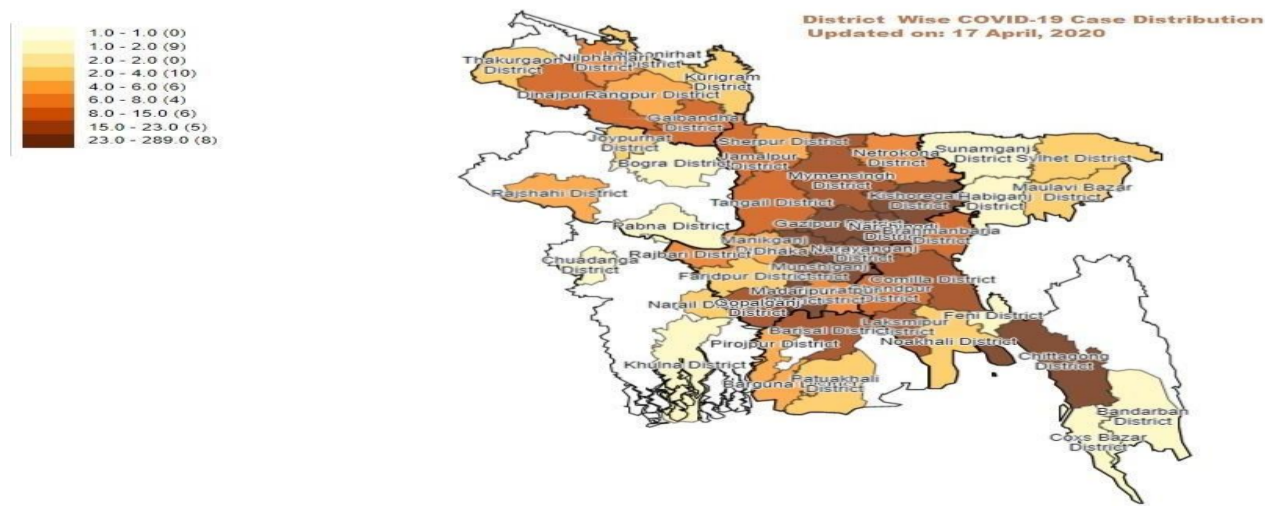 District Wise COVID-19 Case Distribution
Updated on: 17 April, 2020
1.0 - 1.0 (0)
1.0 - 2.0 (9)
2.0 - 2.0 (0)
2.0 - 4.0 (10)
4.0 - 6.0 (6)
6.0 - 8.0 (4)
8.0 - 15.0 (6)
15.0 - 23.0 (5)
23.0 - 289.0 (8)
Thakurgaon
District
District
District
Kurigram
District
Rangpur District
Gaibandha
District
Joypurhat
District
Bogra District
Sherpur District
Jamalpur
District
Netrokona
District
Mymensingh
District
Sunamganj
District
Sylhet District
Maulavi Bazar
District
Habiganj
District
District
Rajshahi District
Tangail District
Pabna District
Gazipur District
District
District
Manikganj
Dhaka
Narayanganj
District
Chuadanga
District
Rajbari District
Munshiganj
Faridpur District
Comilla District
Madaripur
District
Narail
Gopalganj
District
Feni District
Barisal District
Noakhali District
Pirojpur District
Chittagong
District
Khulna District
Barguna
Patuakhali
District
Bandarban
District
Coxs Bazar
District